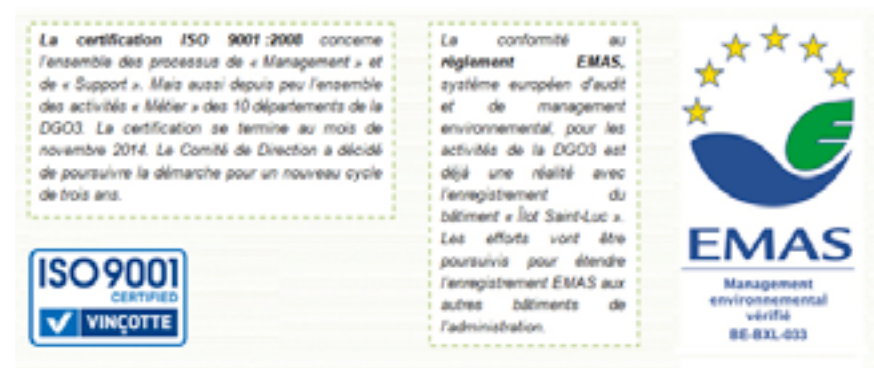 La certification ISO 9001 :2008 concerne
l'ensemble des processus de « Management » et
de « Support ». Mais aussi depuis peu l'ensemble
des activités « Métier » des 10 départements de la
DGO3. La certification se termine au mois de
novembre 2014. Le Comité de Direction a décidé
de poursuivre la démarche pour un nouveau cycle
de trois ans.
ISO 9001
CERTIFIED
VINÇOTTE
La conformité au
règlement EMAS,
système européen d'audit
et de management
environnemental, pour les
activités de la DGO3 est
déjà une réalité avec
l'enregistrement du
bâtiment « Îlot Saint-Luc ».
Les efforts vont être
poursuivis pour étendre
l'enregistrement EMAS aux
autres bâtiments de
l'administration.
EMAS
Management
environnemental
vérifié
BE-BXL-033